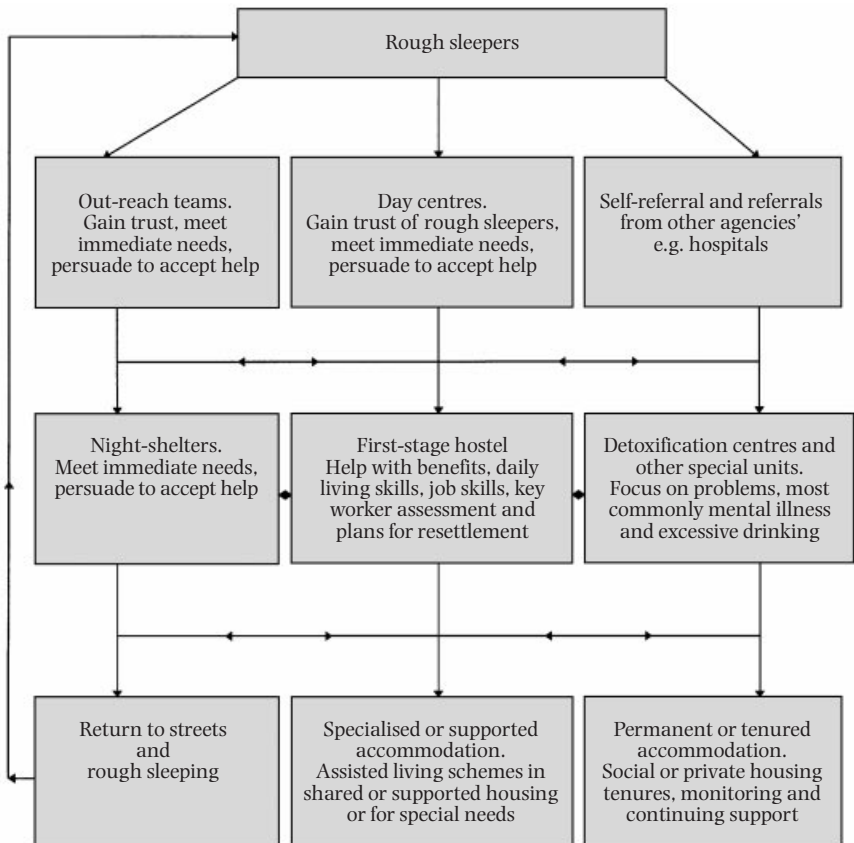 Rough sleepers
Out-reach teams.
Gain trust, meet
immediate needs,
persuade to accept help
Day centres.
Gain trust of rough sleepers,
meet immediate needs,
persuade to accept help
Self-referral and referrals
from other agencies’
e.g. hospitals
Night-shelters.
Meet immediate needs,
persuade to accept help
First-stage hostel
Help with benefits, daily
living skills, job skills, key
worker assessment and
plans for resettlement
Detoxification centres and
other special units.
Focus on problems, most
commonly mental illness
and excessive drinking
Return to streets
and
rough sleeping
Specialised or supported
accommodation.
Assisted living schemes in
shared or supported housing
or for special needs
Permanent or tenured
accommodation.
Social or private housing
tenures, monitoring and
continuing support